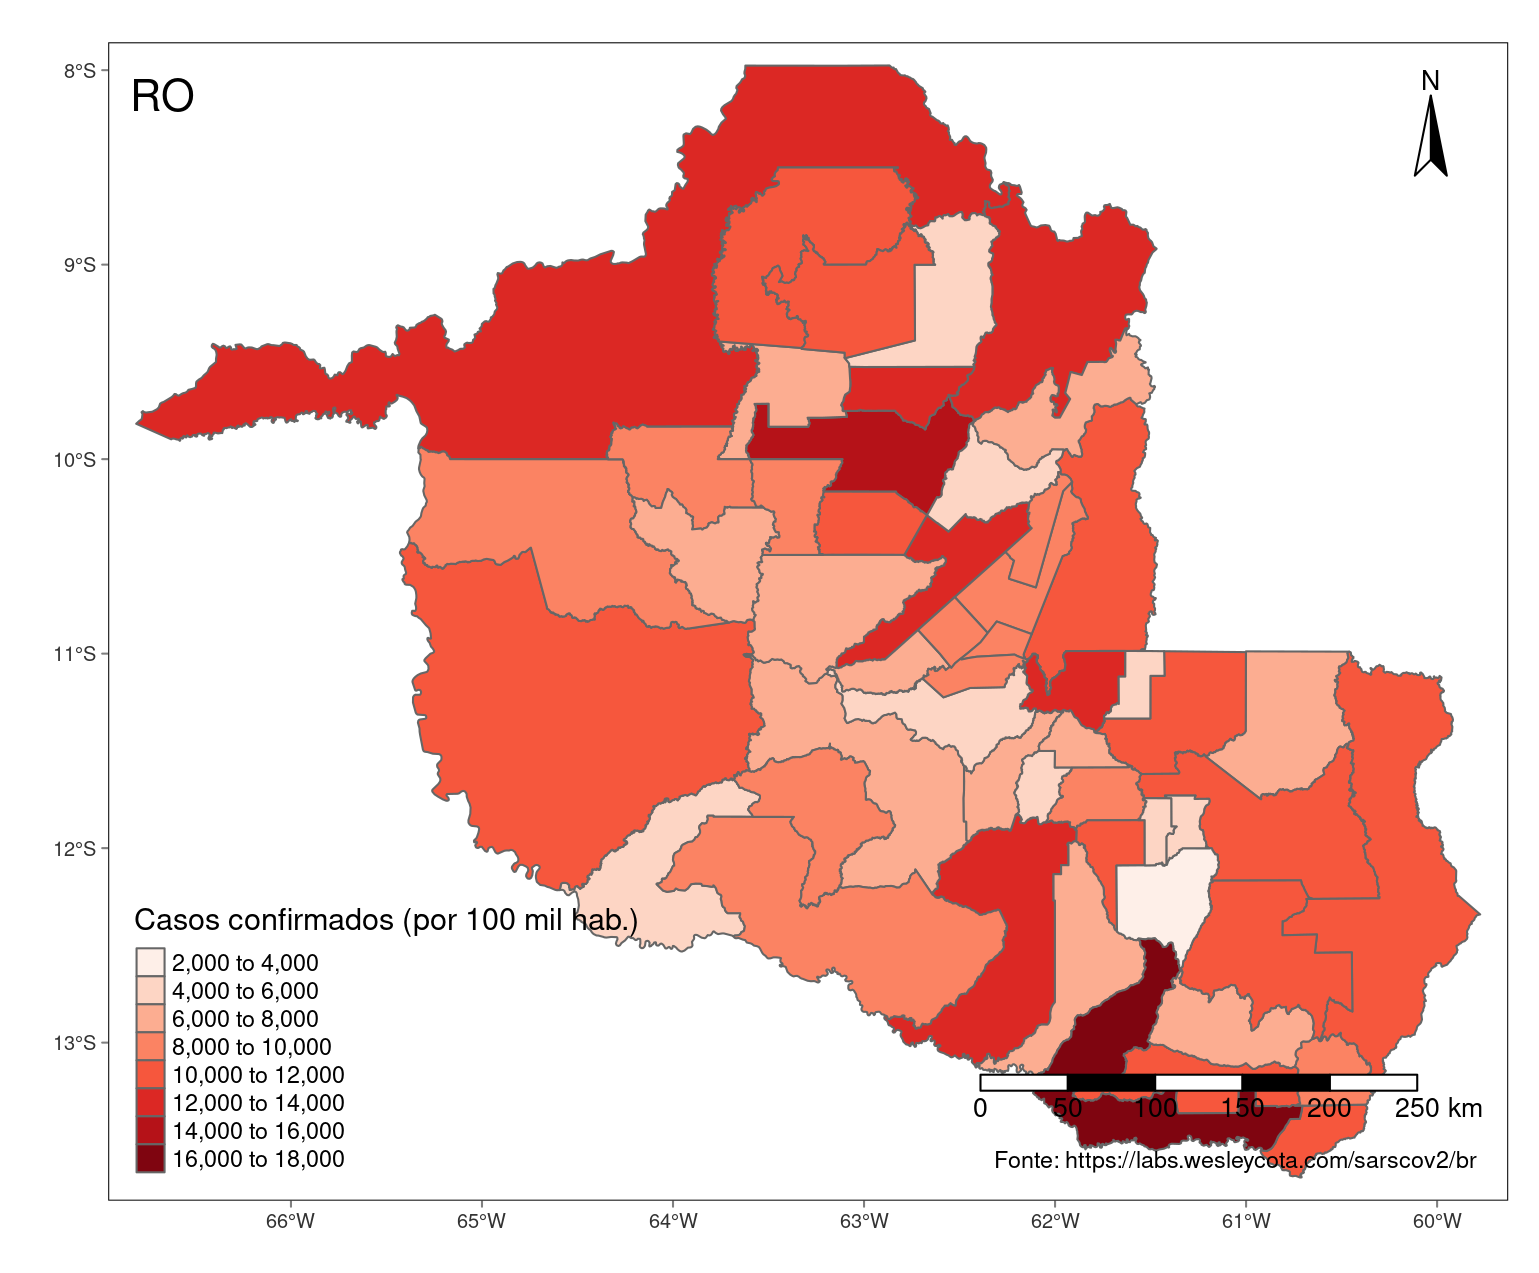 RO
N
8°S
9°S
10°S
11°S
12°S
13°S
Casos confirmados (por 100 mil hab.)
2,000 to 4,000
4,000 to 6,000
6,000 to 8,000
8,000 to 10,000
10,000 to 12,000
12,000 to 14,000
14,000 to 16,000
16,000 to 18,000
0 50 100 150 200 250 km
Fonte: https://labs.wesleycota.com/sarscov2/br
66°W 65°W 64°W 63°W 62°W 61°W 60°W